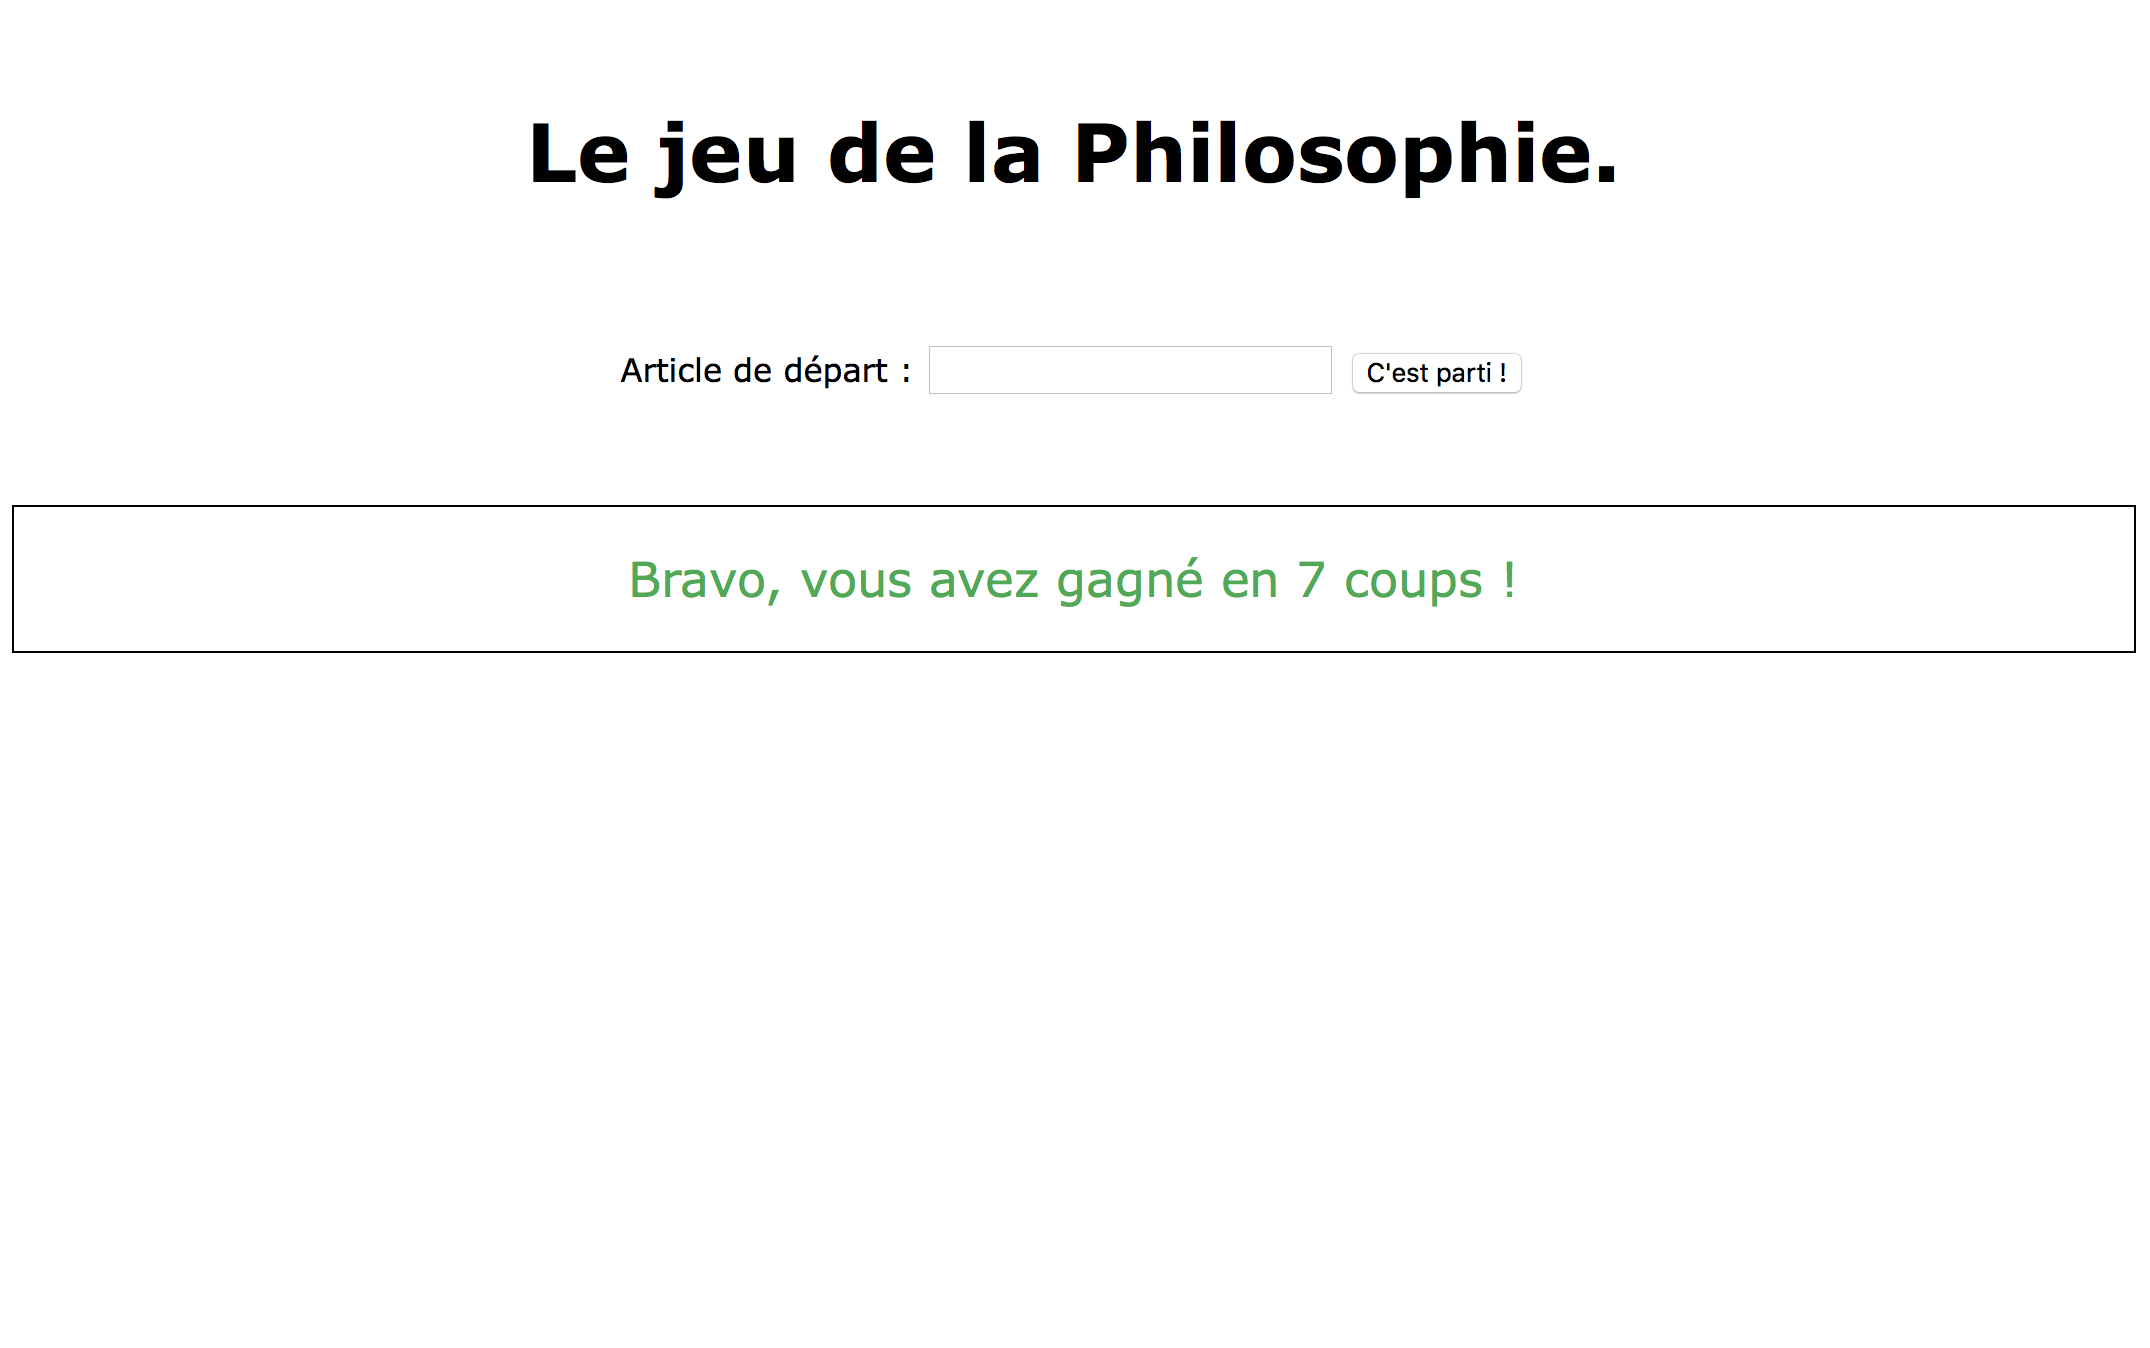 Le jeu de la Philosophie.
Article de départ : C'est parti !
Bravo, vous avez gagné en 7 coups !